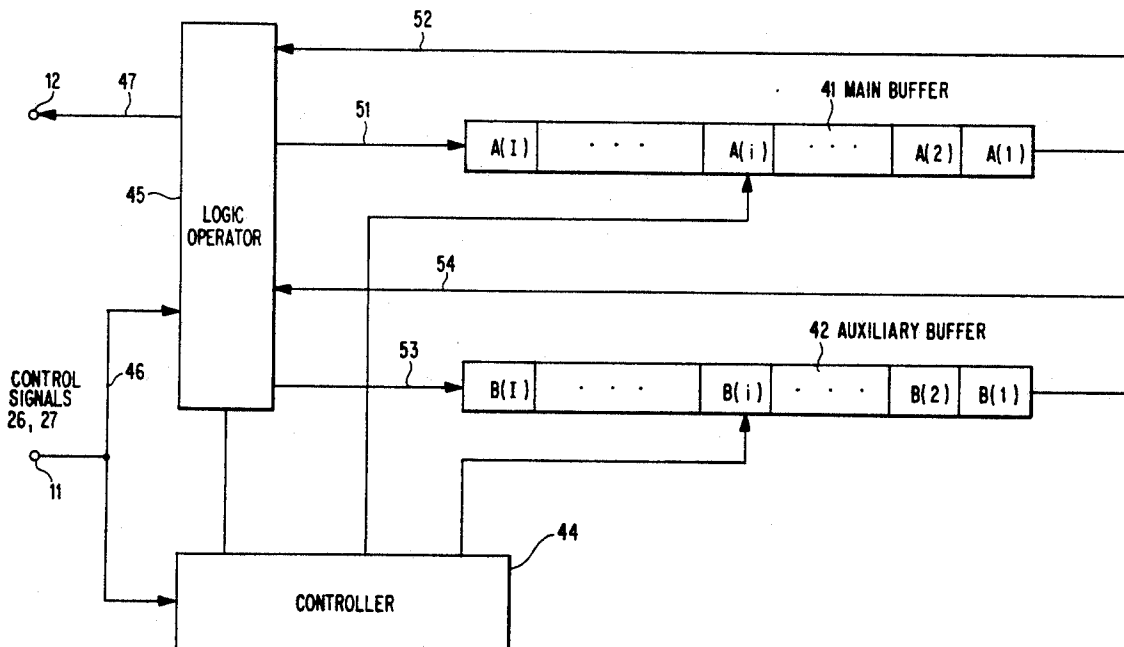 52
12
47
51
41 MAIN BUFFER
A(I) · · · A(i) · · · A(2) A(1)
45
LOGIC
OPERATOR
54
42 AUXILIARY BUFFER
53
B(I) · · · B(i) · · · B(2) B(1)
46
CONTROL
SIGNALS
26, 27
11
44
CONTROLLER